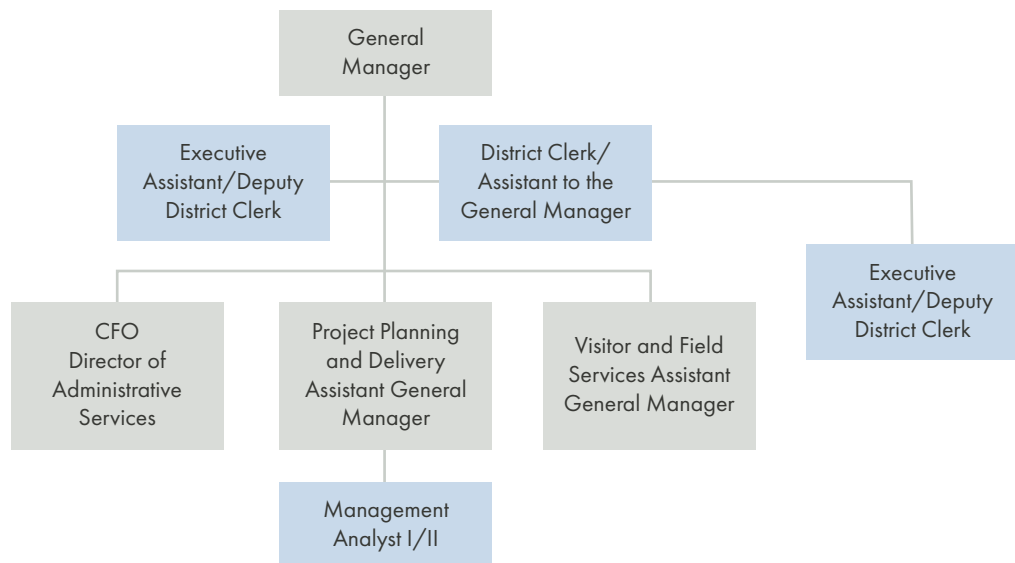 General
Manager
Executive
Assistant/Deputy
District Clerk
District Clerk/
Assistant to the
General Manager
Executive
Assistant/Deputy
District Clerk
CFO
Director of
Administrative
Services
Project Planning
and Delivery
Assistant General
Manager
Visitor and Field
Services Assistant
General Manager
Management
Analyst I/II